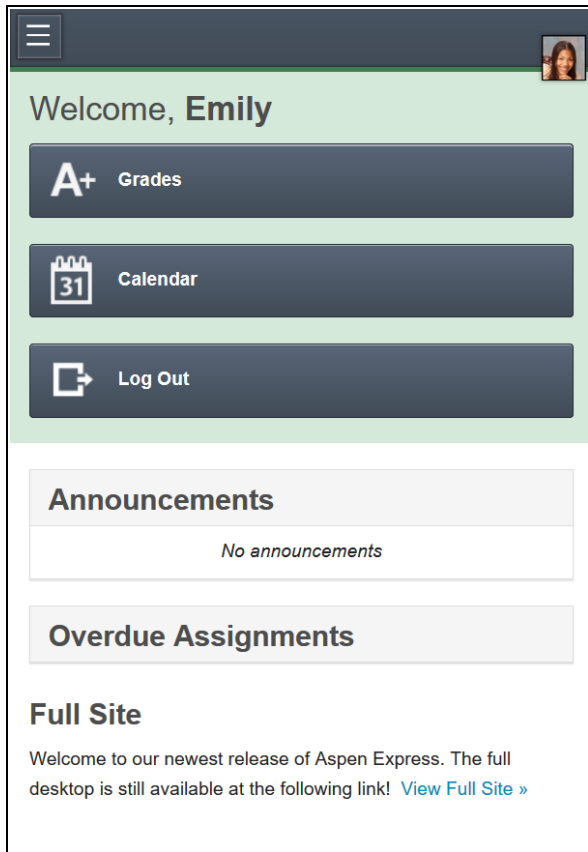 Welcome, Emily
A+ Grades
31 Calendar
Log Out
Announcements
No announcements
Overdue Assignments
Full Site
Welcome to our newest release of Aspen Express. The full
desktop is still available at the following link! View Full Site »